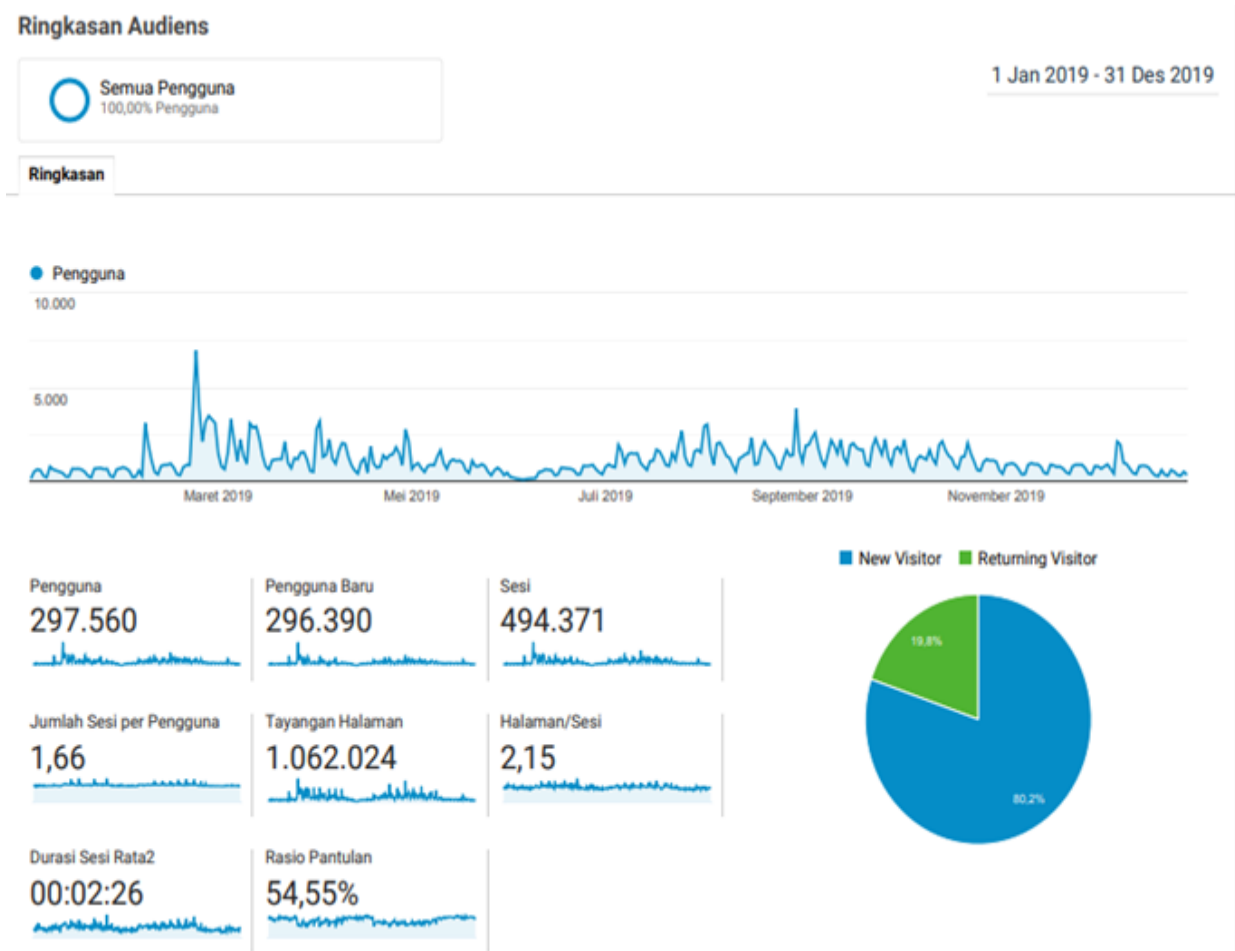 Ringkasan Audiens
Semua Pengguna
100,00% Pengguna
1 Jan 2019 - 31 Des 2019
Ringkasan
Pengguna
10.000
5.000
Maret 2019
Mei 2019
Juli 2019
September 2019
November 2019
New Visitor
Returning Visitor
Pengguna
297.560
Pengguna Baru
296.390
Sesi
494.371
Jumlah Sesi per Pengguna
1,66
Tayangan Halaman
1.062.024
Halaman/Sesi
2,15
Durasi Sesi Rata2
00:02:26
Rasio Pantulan
54,55%
19,8%
80,2%